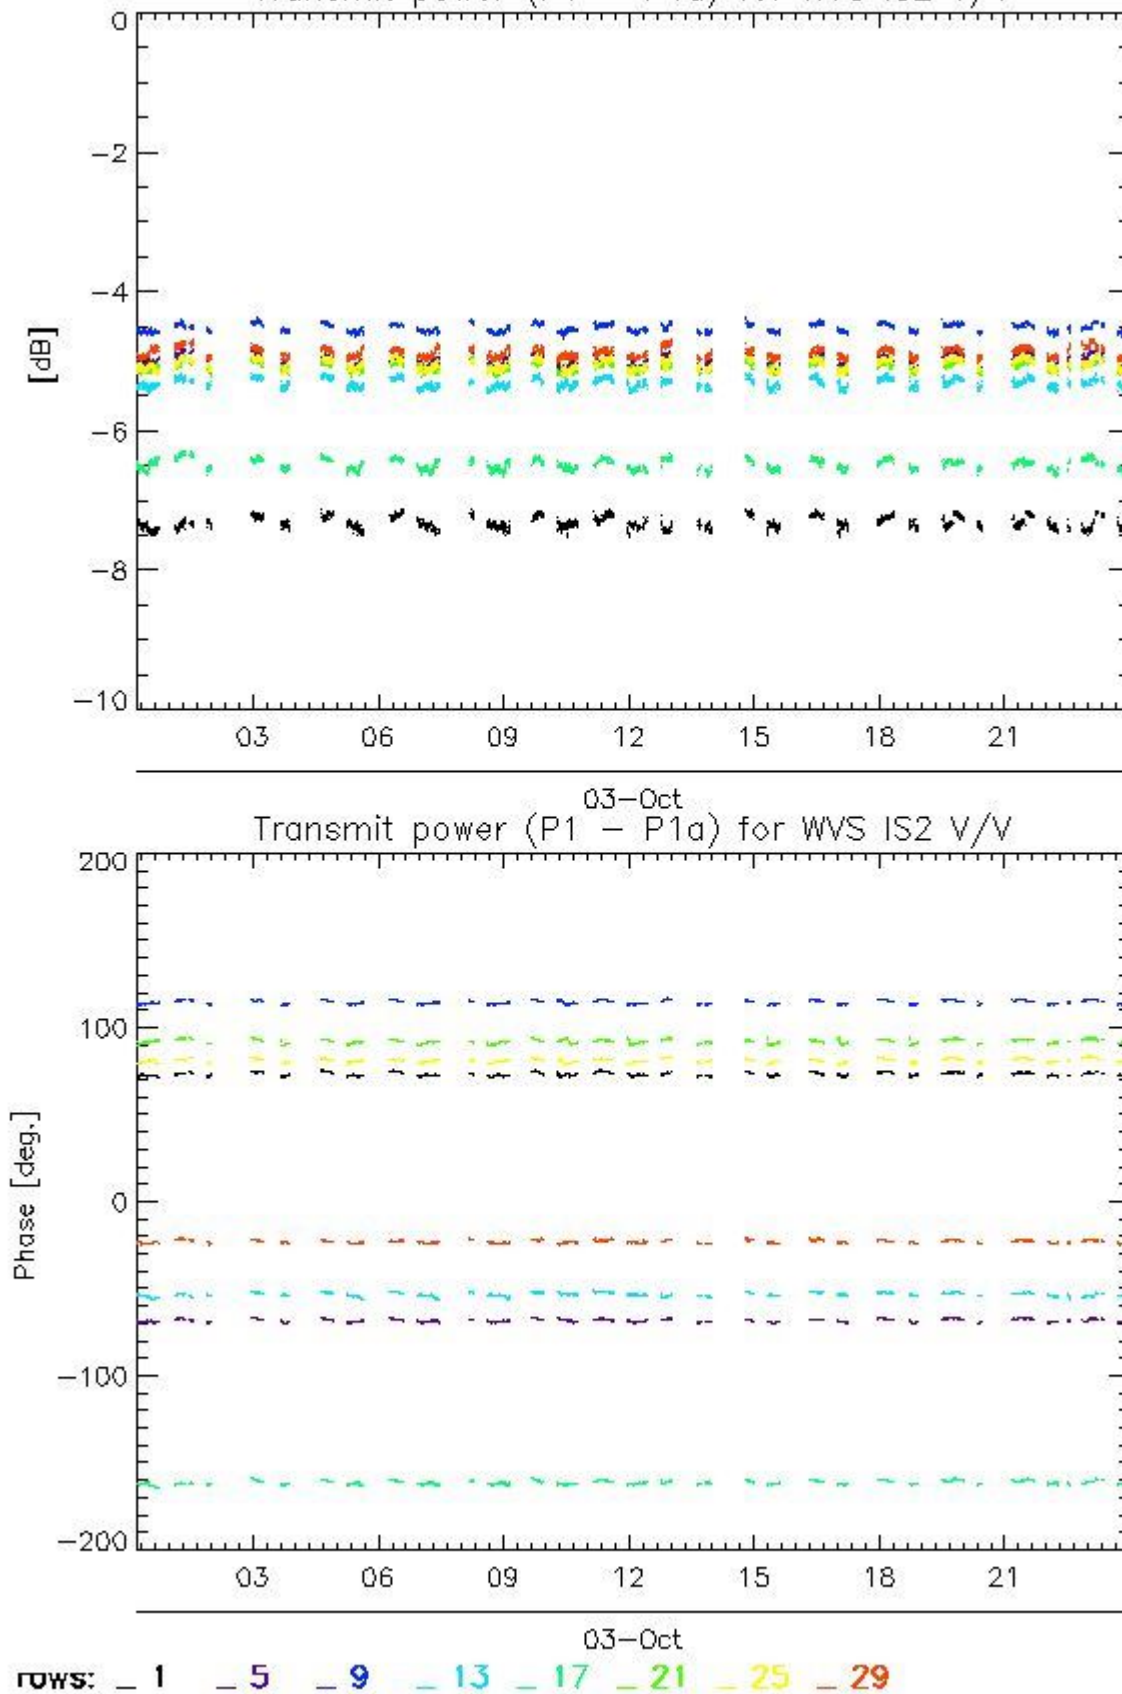 0
−2
−4
[dB]
−6
−8
−10
03 06 09 12 15 18 21
03−Oct
Transmit power (P1 − P1a) for WVS IS2 V/V
200
100
0
Phase [deg.]
−100
−200
03 06 09 12 15 18 21
03−Oct
rows: _ 1 _ 5 _ 9 _ 13 _ 17 _ 21 _ 25 _ 29